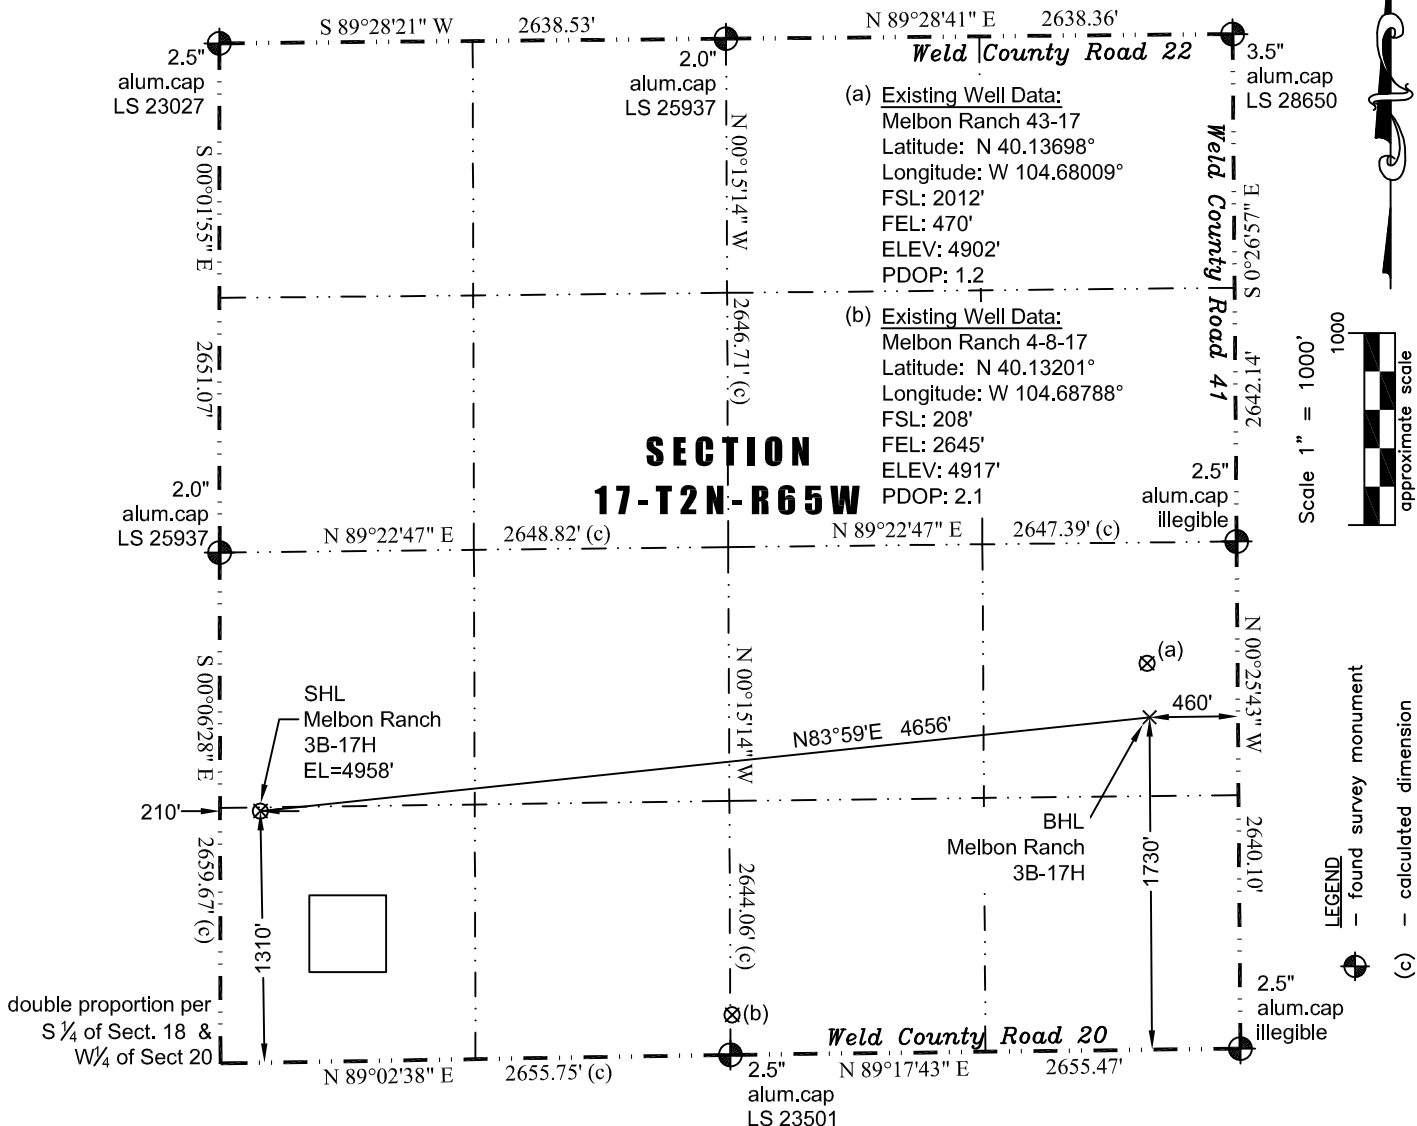 S 89°28'21" W 2638.53'
N 89°28'41" E 2638.36'
Weld County Road 22
2.5"
alum.cap
LS 23027
2.0"
alum.cap
LS 25937
3.5"
alum.cap
LS 28650
(a) Existing Well Data:
Melbon Ranch 43-17
Latitude: N 40.13698°
Longitude: W 104.68009°
FSL: 2012'
FEL: 470'
ELEV: 4902'
PDOP: 1.2
(b) Existing Well Data:
Melbon Ranch 4-8-17
Latitude: N 40.13201°
Longitude: W 104.68788°
FSL: 208'
FEL: 2645'
ELEV: 4917'
PDOP: 2.1
S 00°01'55" E 2651.07'
N 00°15'14" W 2646.71' (c)
Weld County Road 41
S 0°26'57" E 2642.14'
Scale 1" = 1000'
1000
approximate scale
SECTION
17-T2N-R65W
2.0"
alum.cap
LS 25937
2.5"
alum.cap
illegible
N 89°22'47" E 2648.82' (c)
N 89°22'47" E 2647.39' (c)
S 00°06'28" E 2659.67' (c)
N 00°15'14" W 2644.06' (c)
N 00°25'43" W 2640.10'
(a)
460'
SHL
Melbon Ranch
3B-17H
EL=4958'
N83°59'E 4656'
210'
BHL
Melbon Ranch
3B-17H
1310'
1730'
LEGEND
- found survey monument
(c) - calculated dimension
double proportion per
S 1/4 of Sect. 18 &
W1/4 of Sect 20
(b)
Weld County Road 20
2.5"
alum.cap
illegible
N 89°02'38" E 2655.75' (c)
N 89°17'43" E 2655.47'
2.5"
alum.cap
LS 23501